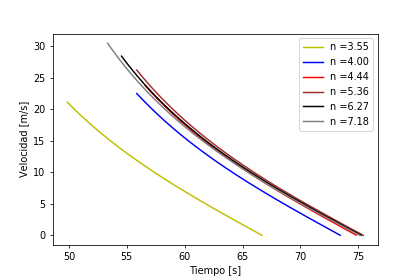 30
25
20
15
10
5
0
Velocidad [m/s]
n =3.55
n =4.00
n =4.44
n =5.36
n =6.27
n =7.18
50
55
60
65
70
75
Tiempo [s]